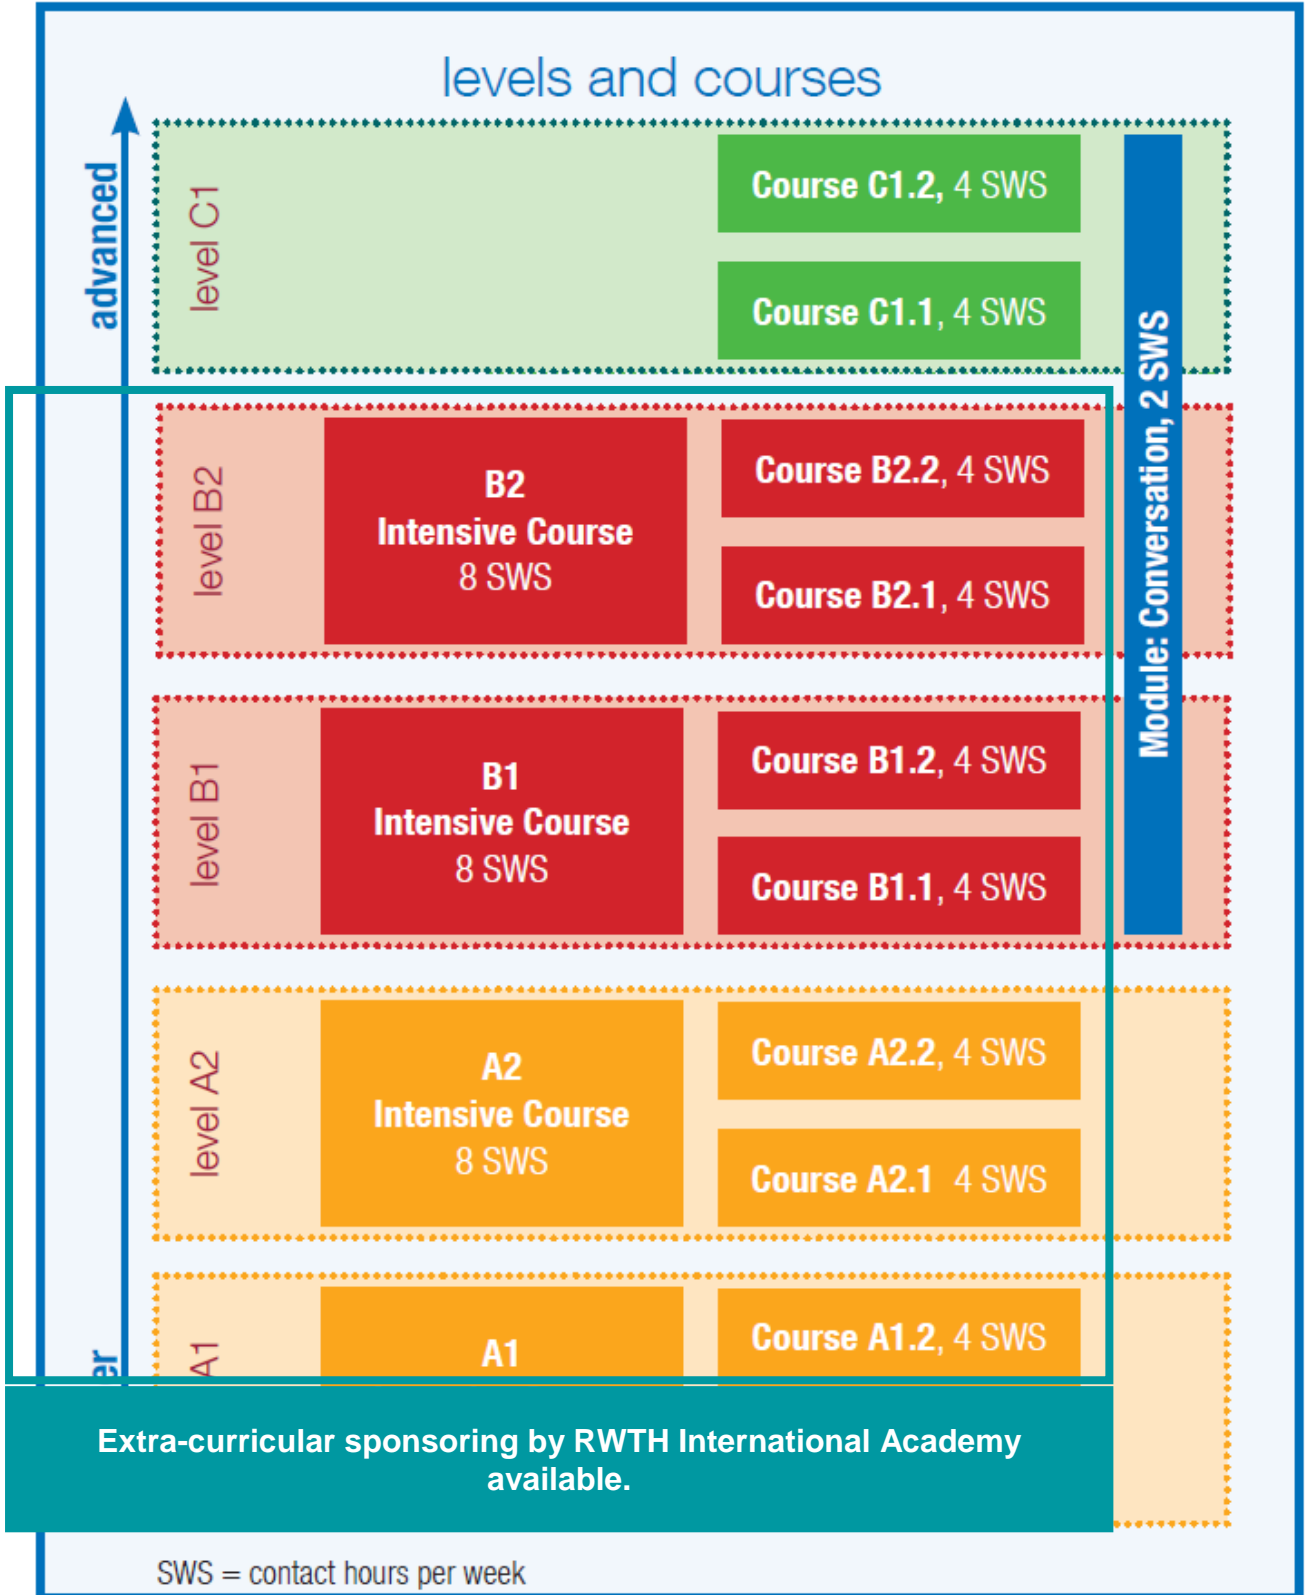 levels and courses
advanced
level C1
Course C1.2, 4 SWS
Course C1.1, 4 SWS
Module: Conversation, 2 SWS
level B2
B2
Intensive Course
8 SWS
Course B2.2, 4 SWS
Course B2.1, 4 SWS
level B1
B1
Intensive Course
8 SWS
Course B1.2, 4 SWS
Course B1.1, 4 SWS
level A2
A2
Intensive Course
8 SWS
Course A2.2, 4 SWS
Course A2.1 4 SWS
A1
A1
Course A1.2, 4 SWS
Extra-curricular sponsoring by RWTH International Academy
available.
SWS = contact hours per week